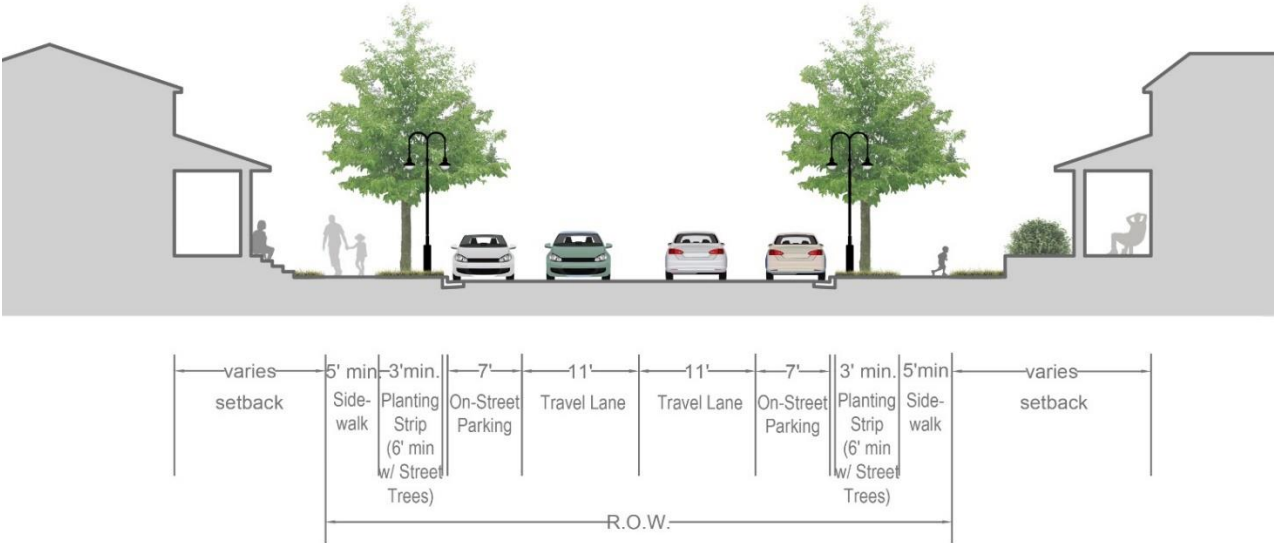 varies
setback
5' min.
Side-
walk
3'min.
Planting
Strip
(6' min
w/ Street
Trees)
7'
On-Street
Parking
11'
Travel Lane
11'
Travel Lane
7'
On-Street
Parking
3' min.
Planting
Strip
(6' min
w/ Street
Trees)
5'min
Side-
walk
varies
setback
R.O.W.